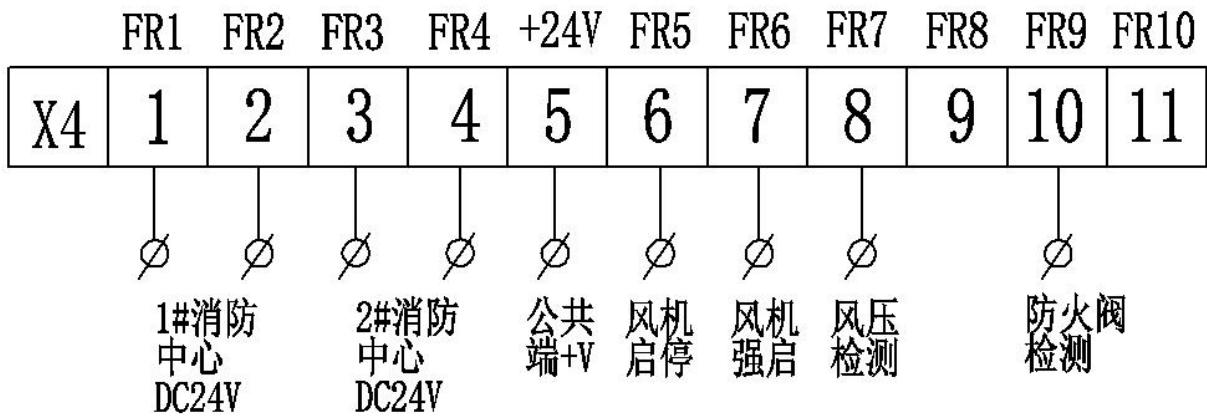 FR1 FR2 FR3 FR4 +24V FR5 FR6 FR7 FR8 FR9 FR10
X4 1 2 3 4 5 6 7 8 9 10 11
1#消防
中心
DC24V
2#消防
中心
DC24V
公共
端+V
风机
启停
风机
强启
风压
检测
防火阀
检测